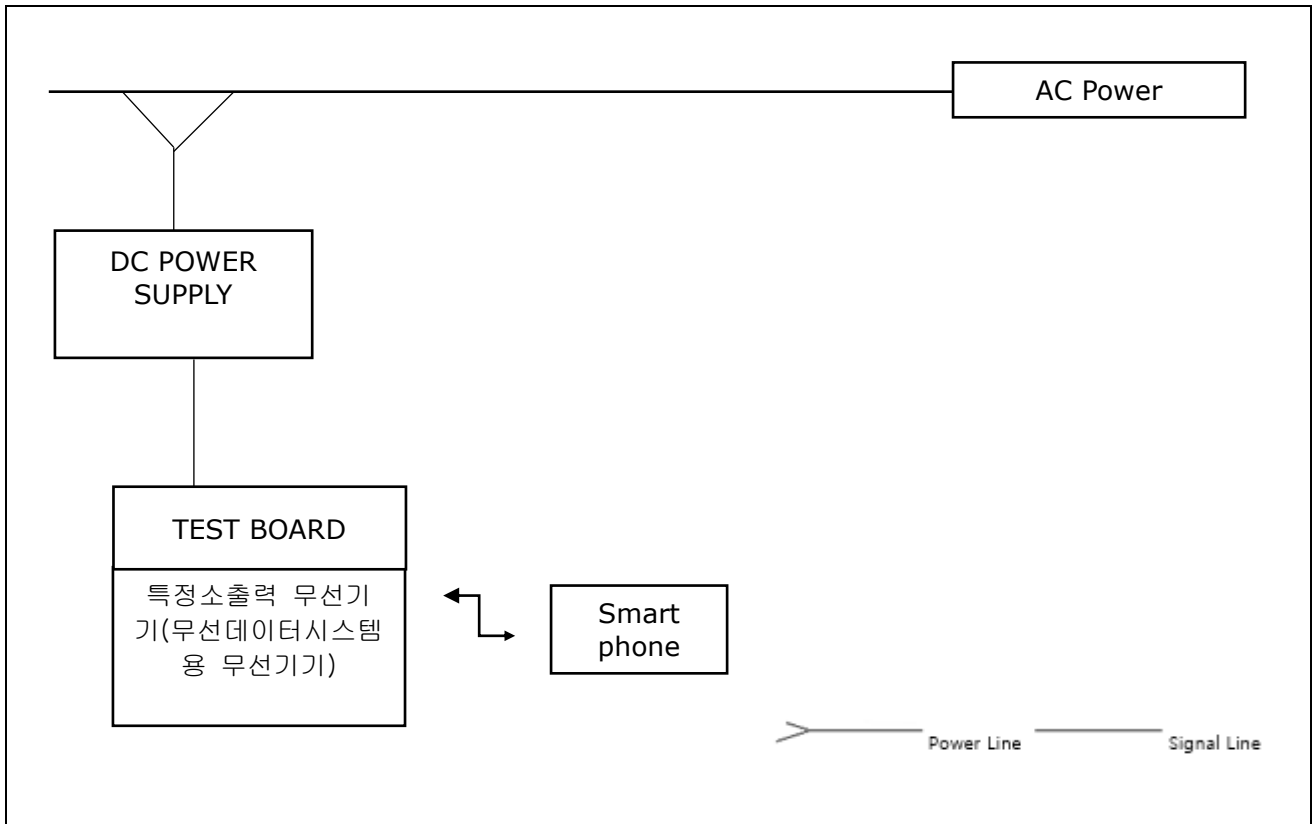 AC Power
DC POWER
SUPPLY
TEST BOARD
특정소출력 무선기
기(무선데이터시스템
용 무선기기)
Smart
phone
Power Line
Signal Line